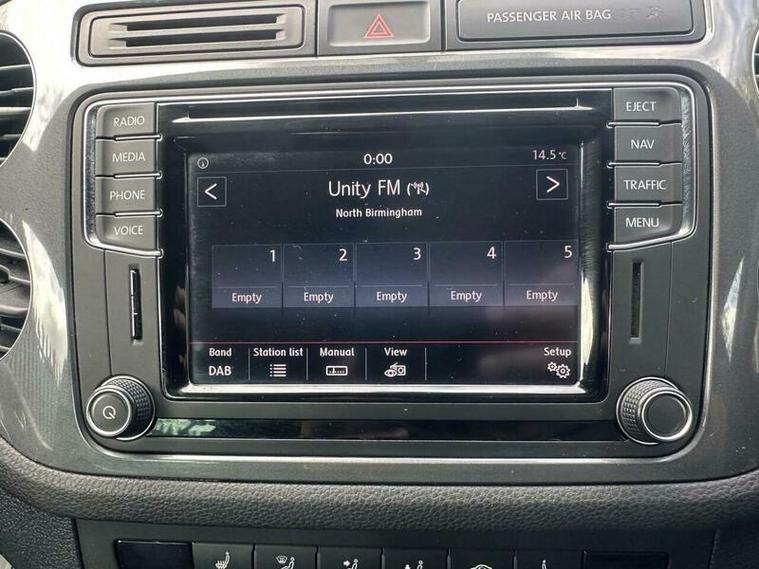 PASSENGER AIR BAG
RADIO
MEDIA
PHONE
VOICE
EJECT
NAV
TRAFFIC
MENU
0:00
14.5 °C
Unity FM
North Birmingham
1 2 3 4 5
Empty Empty Empty Empty Empty
Band Station list Manual View Setup
DAB